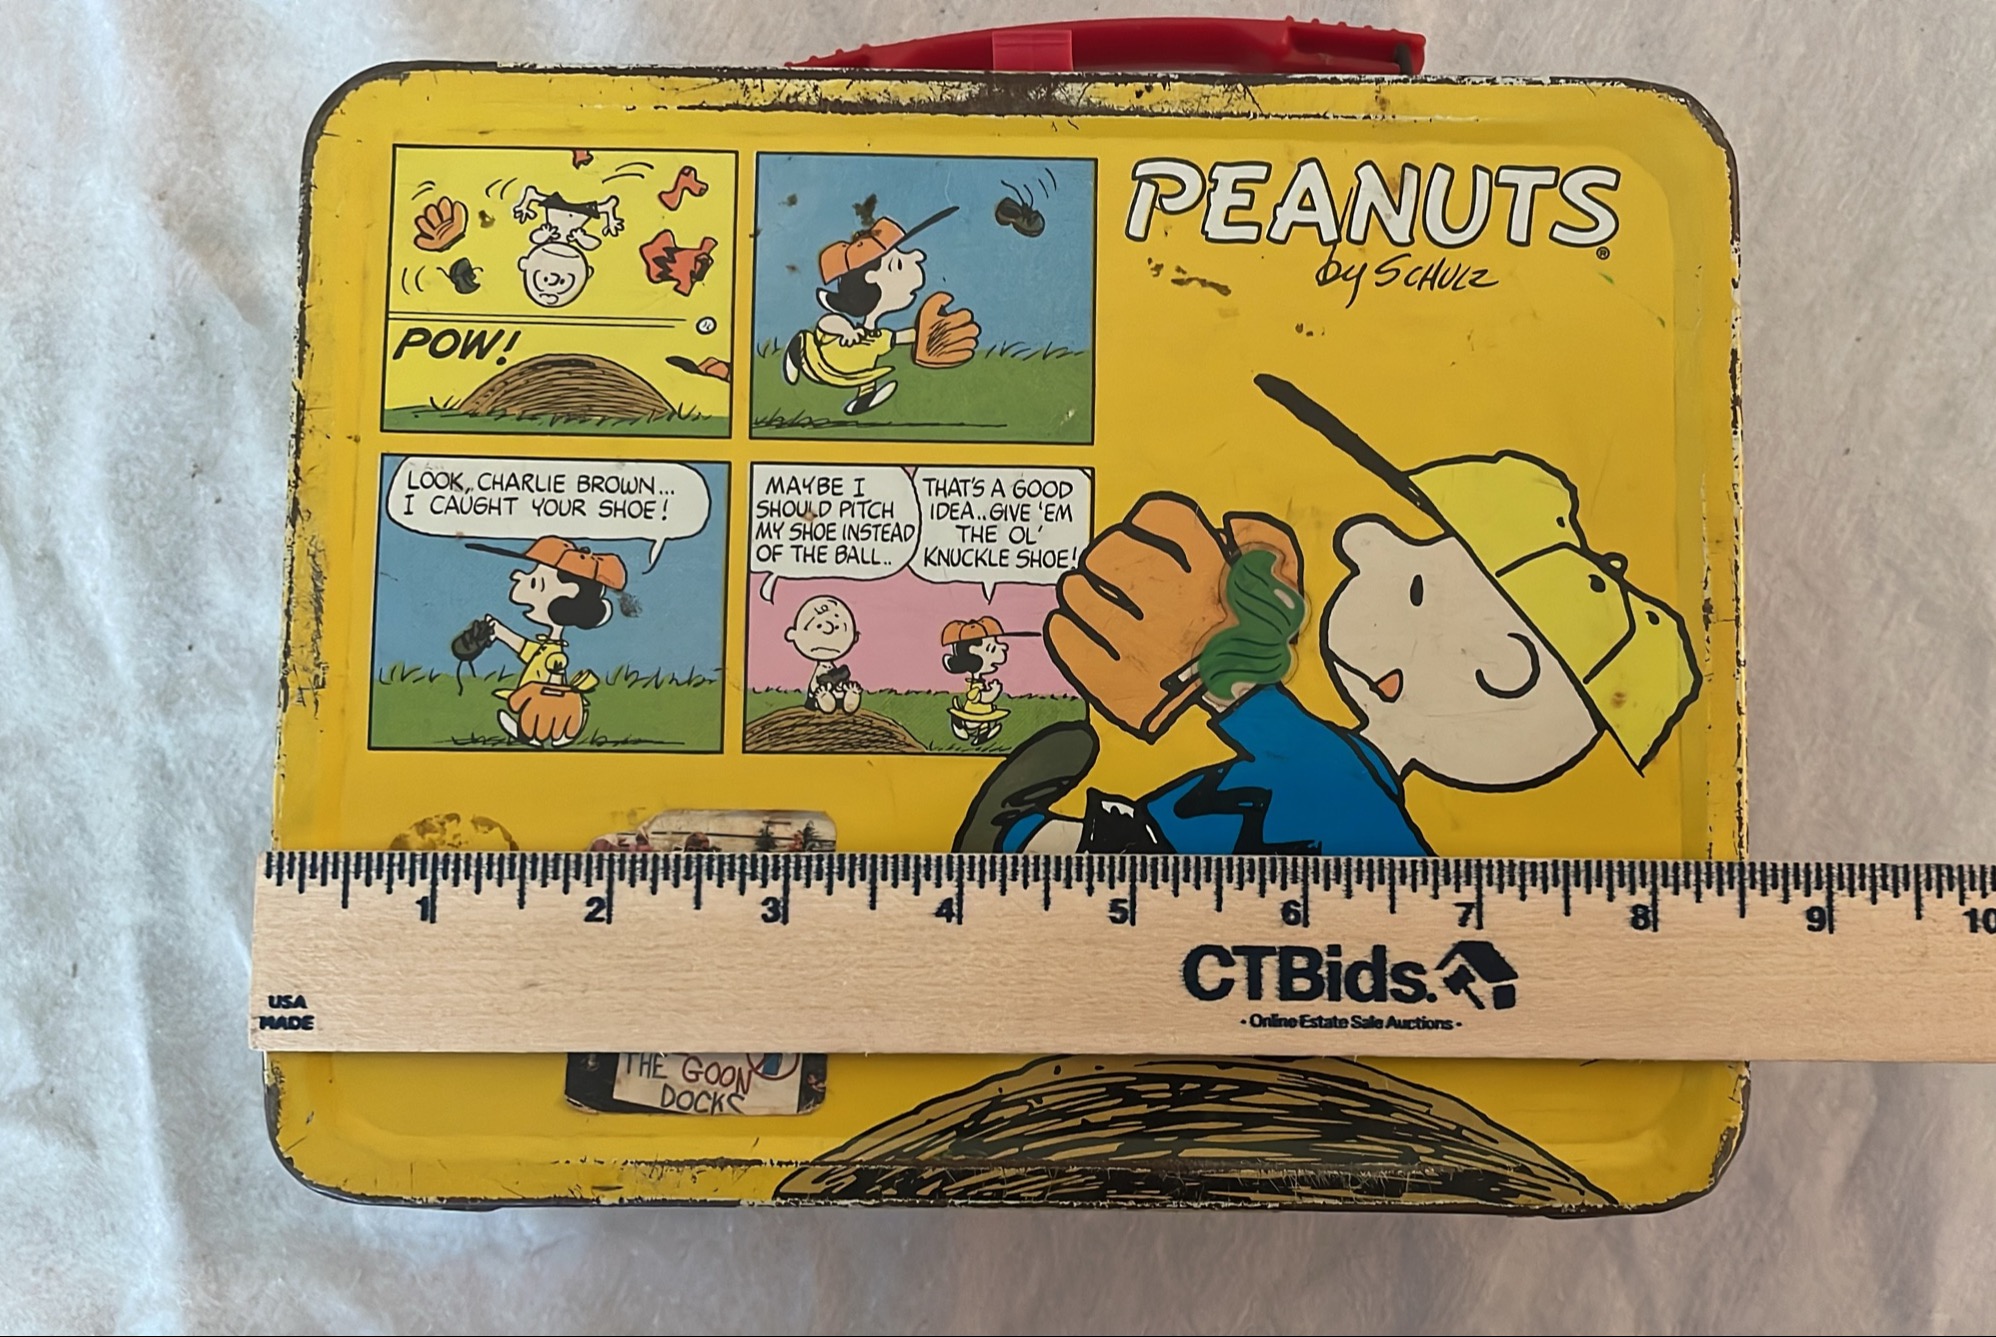 PEANUTS®
by SCHULZ
POW!
LOOK, CHARLIE BROWN...
I CAUGHT YOUR SHOE!
MAYBE I
SHOULD PITCH
MY SHOE INSTEAD
OF THE BALL..
THAT'S A GOOD
IDEA..GIVE 'EM
THE OL'
KNUCKLE SHOE!
1 2 3 4 5 6 7 8 9 10
CTBids.
- Online Estate Sale Auctions -
USA
MADE
THE GOON
DOCKS